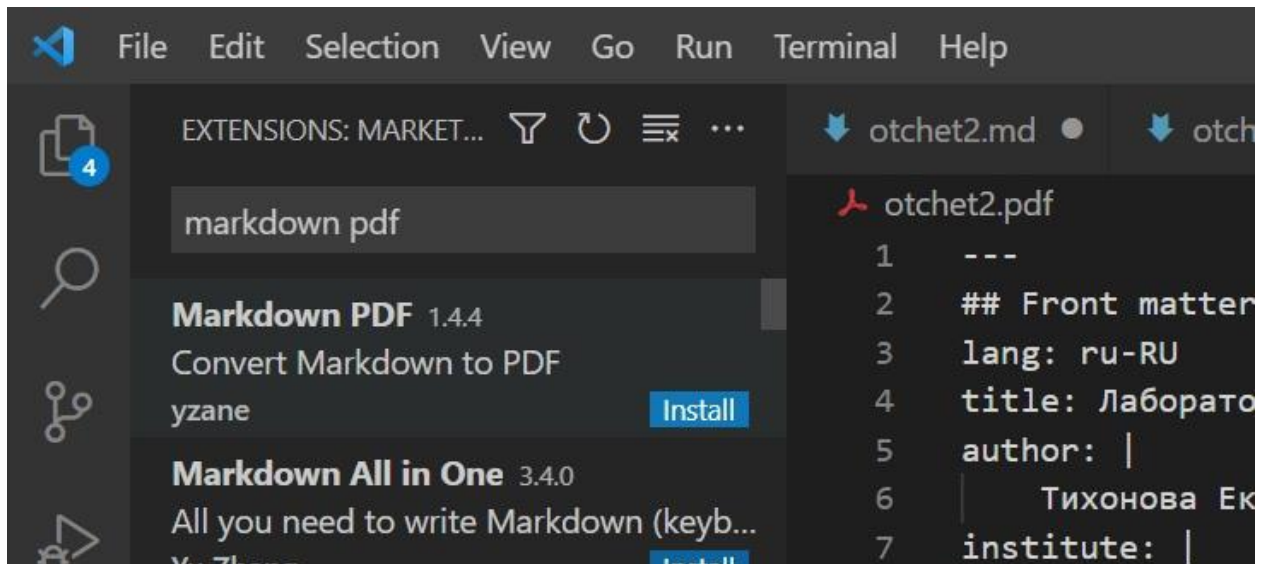 File Edit Selection View Go Run Terminal Help
EXTENSIONS: MARKET...
4
markdown pdf
Markdown PDF 1.4.4
Convert Markdown to PDF
yzane Install
Markdown All in One 3.4.0
All you need to write Markdown (keyb...
otchet2.md otch
otchet2.pdf
1 ---
2 ## Front matter
3 lang: ru-RU
4 title: Лаборато
5 author: |
6 Тихонова Ек
7 institute: |